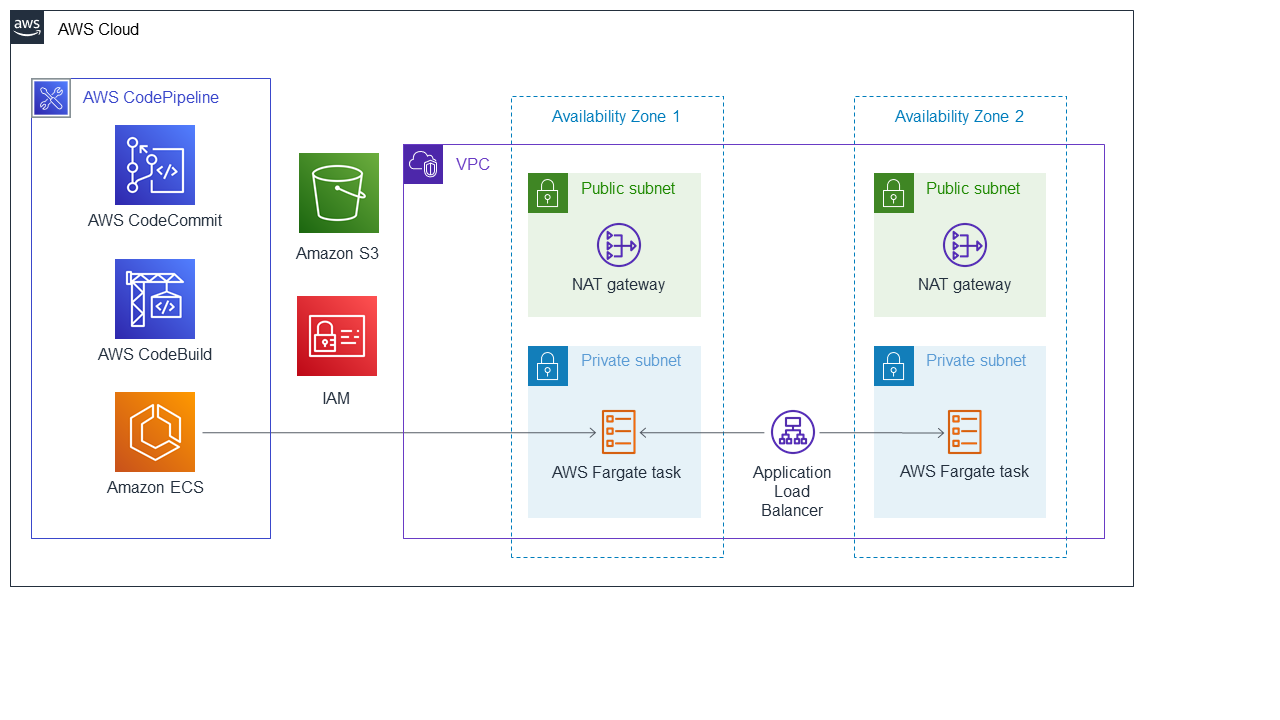 aws
AWS Cloud
AWS CodePipeline
AWS CodeCommit
AWS CodeBuild
Amazon ECS
Amazon S3
IAM
VPC
Availability Zone 1
Public subnet
NAT gateway
Private subnet
AWS Fargate task
Application
Load
Balancer
Availability Zone 2
Public subnet
NAT gateway
Private subnet
AWS Fargate task